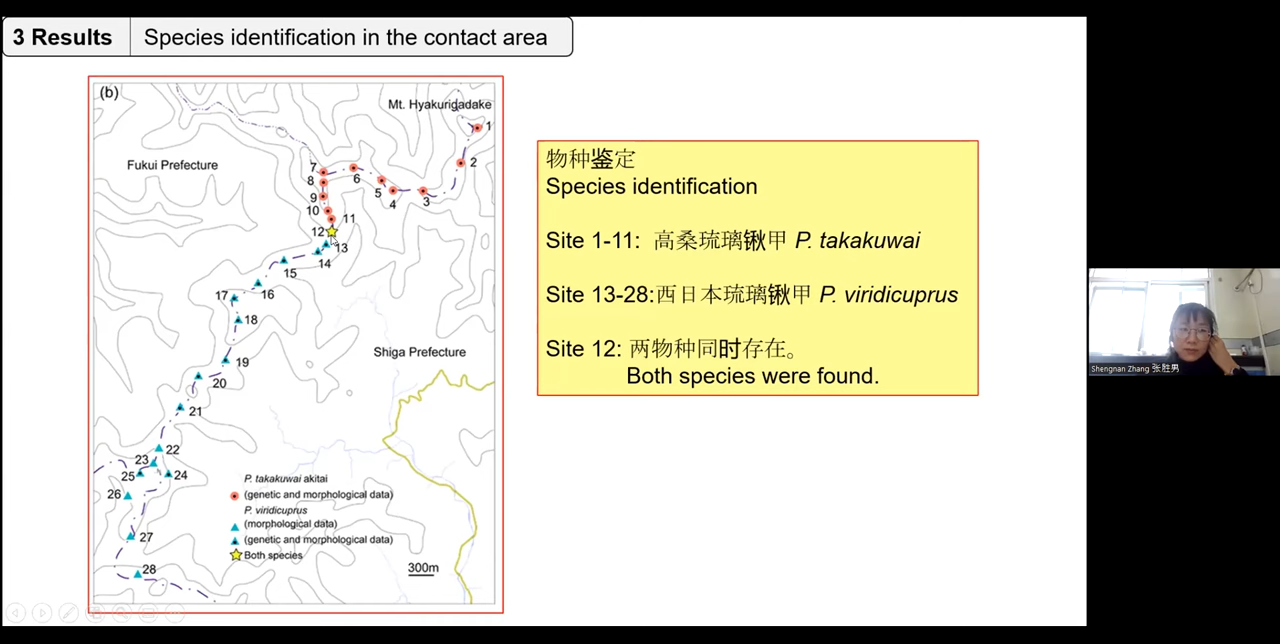 3 Results
Species identification in the contact area
(b)
Mt. Hyakuridadake
1
Fukui Prefecture
7
2
8
6
5
9
4
3
10
11
12
13
14
15
17
16
18
Shiga Prefecture
19
20
21
22
23
25
24
26
27
28
P. takakuwai akitai
(genetic and morphological data)
P. viridicuprus
(morphological data)
(genetic and morphological data)
Both species
300m
物种鉴定
Species identification
Site 1-11: 高桑琉璃锹甲 P. takakuwai
Site 13-28:西日本琉璃锹甲 P. viridicuprus
Site 12: 两物种同时存在。
Both species were found.
Shengnan Zhang 张胜男